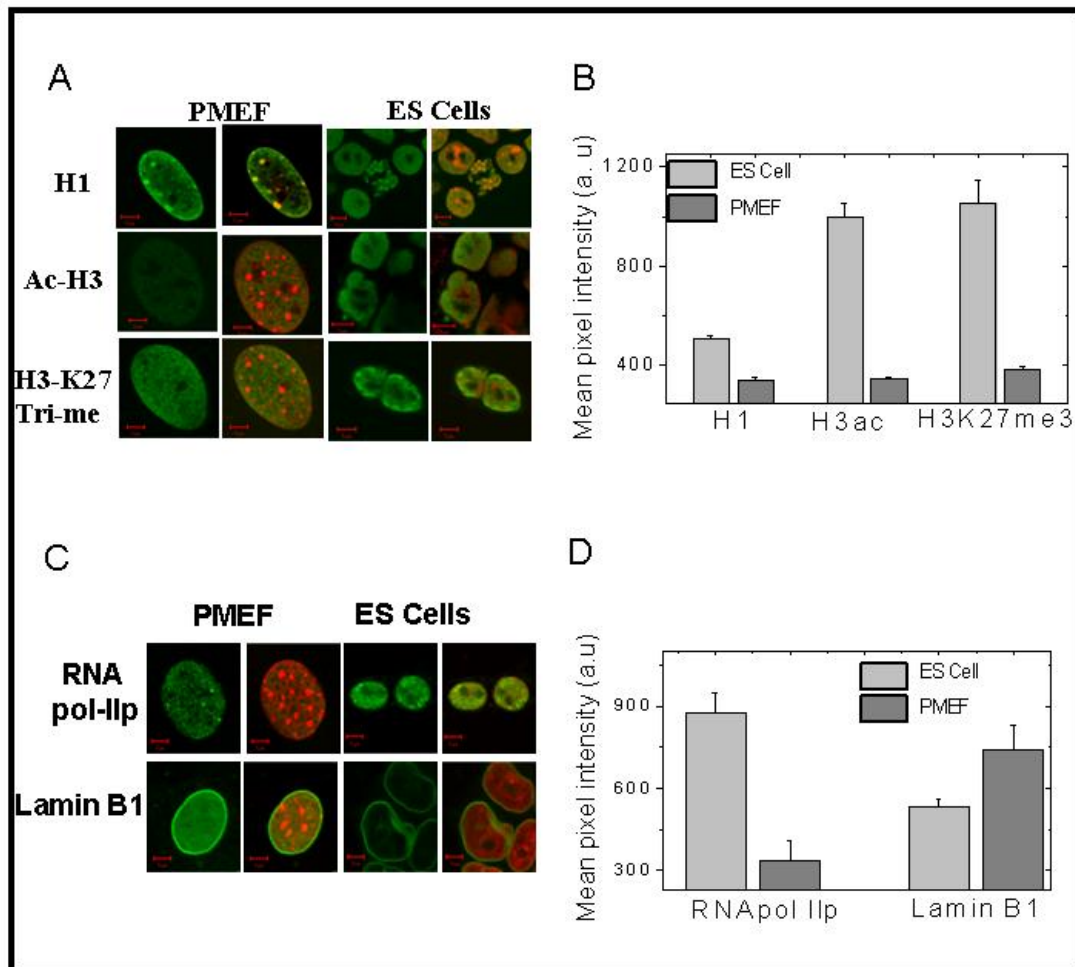 A
PMEF ES Cells
H1
Ac-H3
H3-K27
Tri-me
B
Mean pixel intensity (a. u)
1200
800
400
ES Cell
PMEF
H1 H3ac H3K27me3
C
PMEF ES Cells
RNA
pol-IIp
Lamin B1
D
Mean pixel intensity (a.u)
900
600
300
ES Cell
PMEF
RNApol IIp Lamin B1